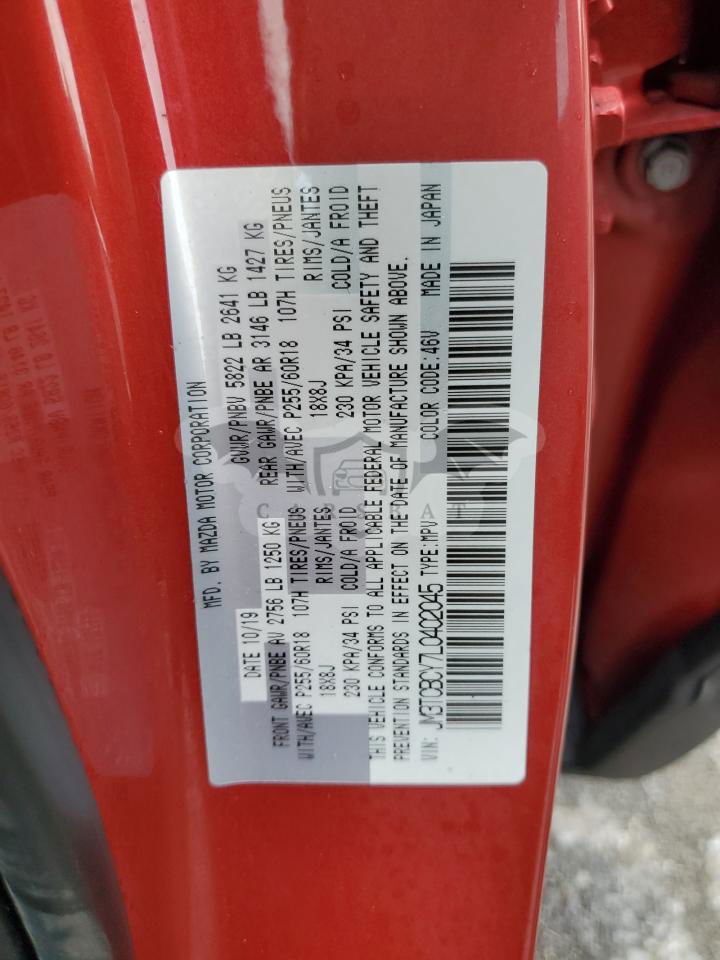 MFD. BY MAZDA MOTOR CORPORATION
DATE 10/19 GVWR/PNBV 5822 LB 2641 KG
FRONT GAWR/PNBE AV 2756 LB 1250 KG REAR GAWR/PNBE AR 3146 LB 1427 KG
WITH/AVEC P255/60R18 107H TIRES/PNEUS WITH/AVEC P255/60R18 107H TIRES/PNEUS
18X8J RIMS/JANTES 18X8J RIMS/JANTES
230 KPA/34 PSI COLD/A FROID 230 KPA/34 PSI COLD/A FROID
THIS VEHICLE CONFORMS TO ALL APPLICABLE FEDERAL MOTOR VEHICLE SAFETY AND THEFT
PREVENTION STANDARDS IN EFFECT ON THE DATE OF MANUFACTURE SHOWN ABOVE.
VIN: JM3TCBCY7L0402045 TYPE:MPV COLOR CODE:46V MADE IN JAPAN